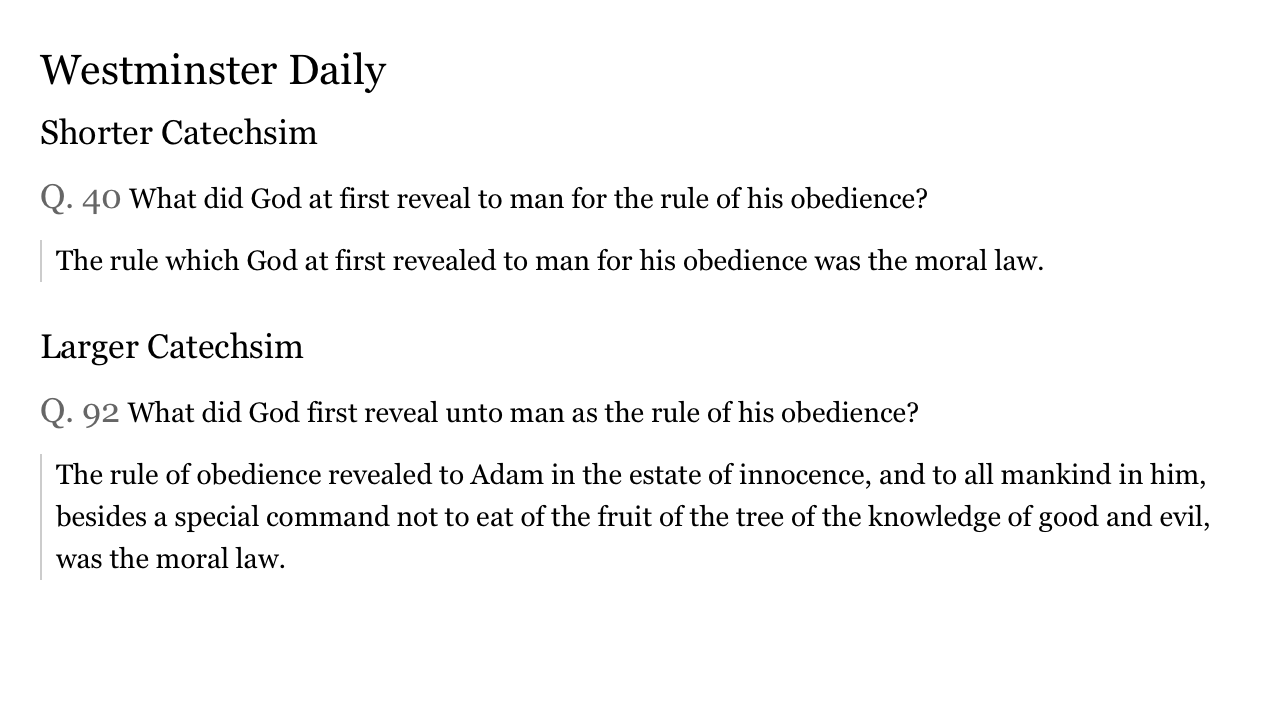 Westminster Daily
Shorter Catechsim
Q. 40 What did God at first reveal to man for the rule of his obedience?
The rule which God at first revealed to man for his obedience was the moral law.
Larger Catechsim
Q. 92 What did God first reveal unto man as the rule of his obedience?
The rule of obedience revealed to Adam in the estate of innocence, and to all mankind in him,
besides a special command not to eat of the fruit of the tree of the knowledge of good and evil,
was the moral law.